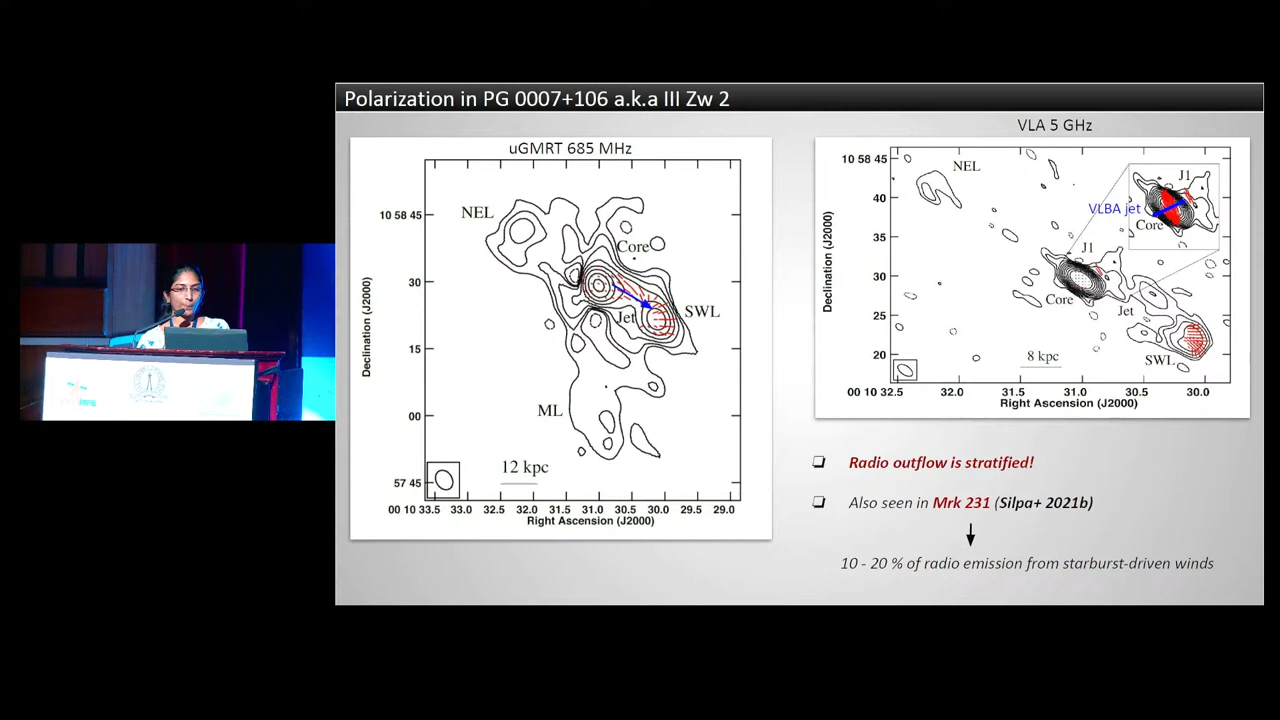 Polarization in PG 0007+106 a.k.a III Zw 2
uGMRT 685 MHz
NEL
Core
Jet
SWL
ML
12 kpc
10 58 45
30
15
00
57 45
00 10 33.5 33.0 32.5 32.0 31.5 31.0 30.5 30.0 29.5 29.0
Right Ascension (J2000)
Declination (J2000)
VLA 5 GHz
NEL
J1
VLBA jet
Core
J1
Core
Jet
SWL
8 kpc
10 58 45
40
35
30
25
20
00 10 32.5 32.0 31.5 31.0 30.5 30.0
Right Ascension (J2000)
Declination (J2000)
Radio outflow is stratified!
Also seen in Mrk 231 (Silpa+ 2021b)
10 - 20 % of radio emission from starburst-driven winds